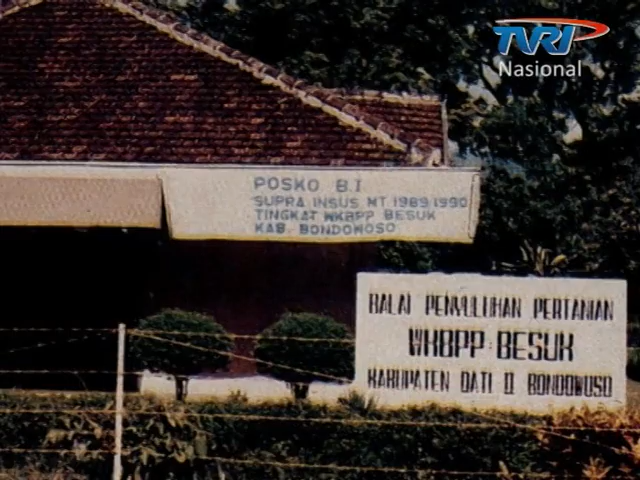 TVRI
Nasional
POSKO B.I
SUPRA INSUS MT 1989/1990
TINGKAT WKBPP BESUK
KAB. BONDOWOSO
BALAI PENYULUHAN PERTANIAN
WKBPP BESUK
KABUPATEN DATI II BONDOWOSO